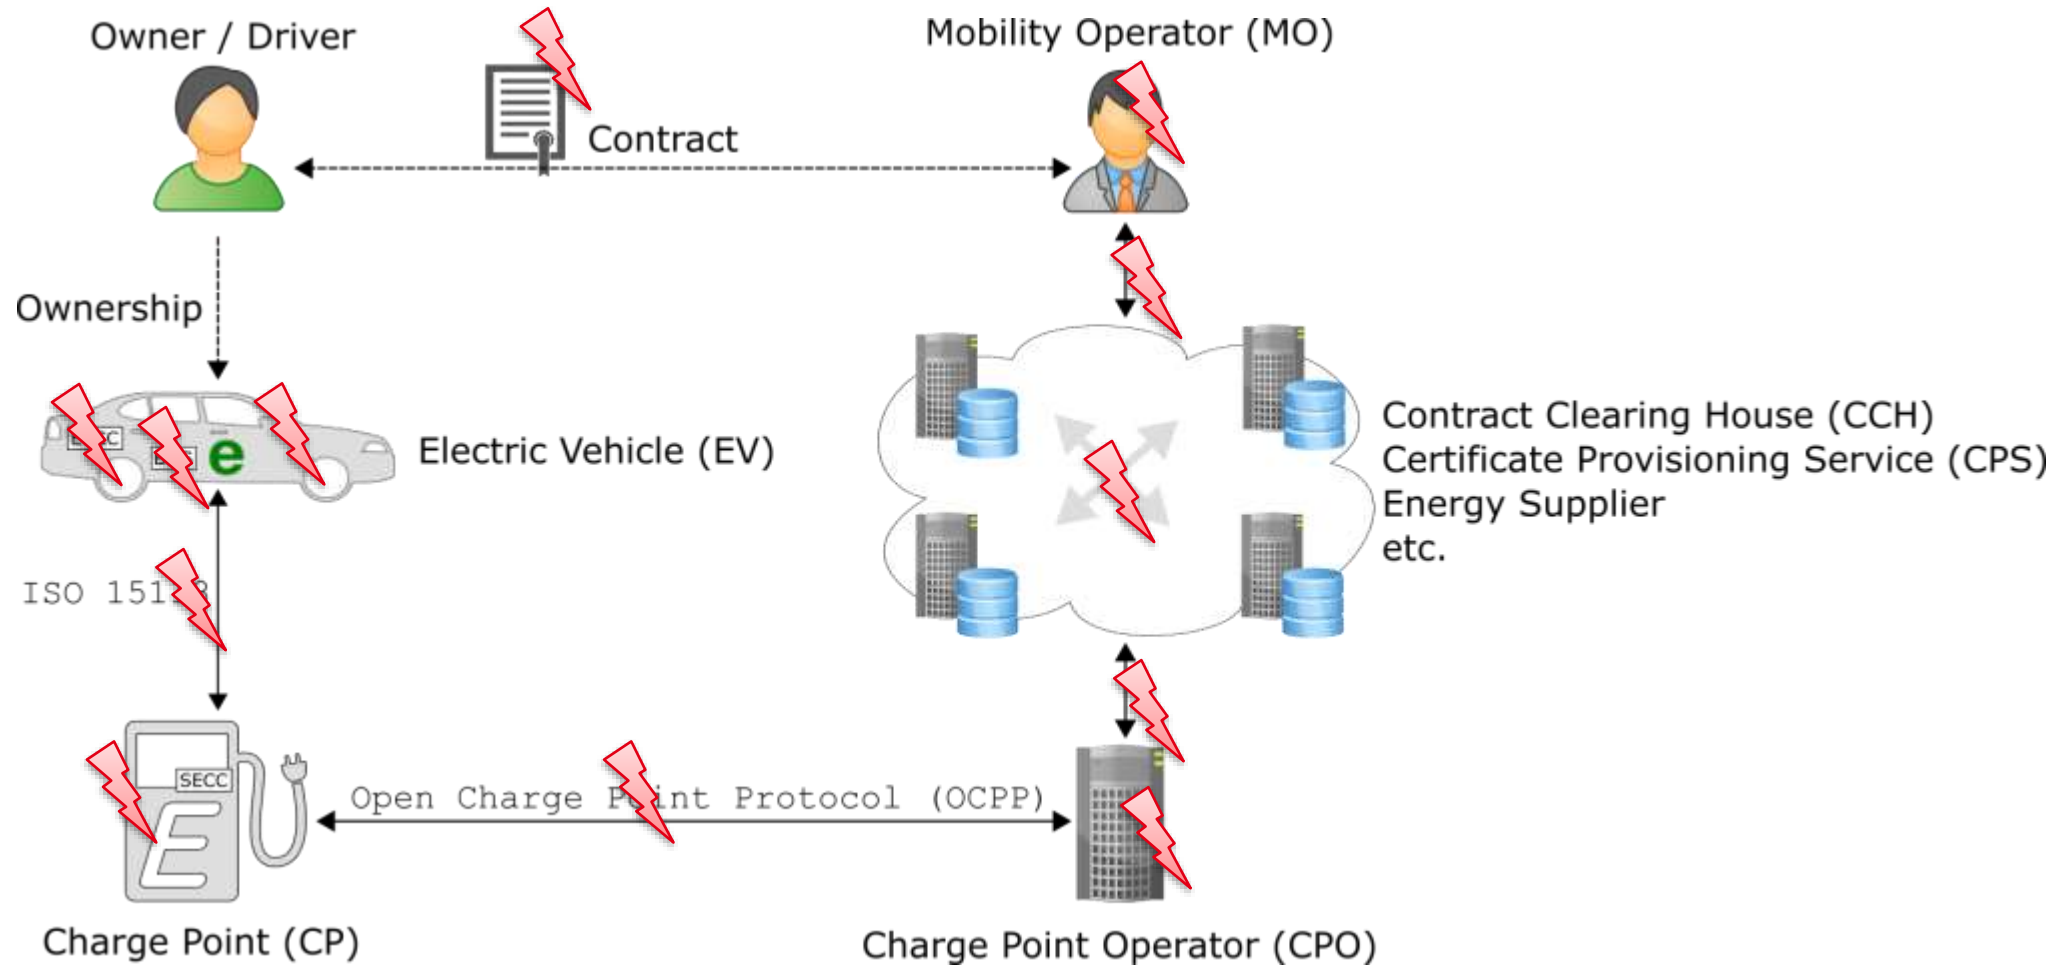 Owner / Driver
Mobility Operator (MO)
Contract
Ownership
e
Electric Vehicle (EV)
Contract Clearing House (CCH)
Certificate Provisioning Service (CPS)
Energy Supplier
etc.
ISO
SECC
E
Open Charge Protocol (OCPP)
Charge Point (CP)
Charge Point Operator (CPO)